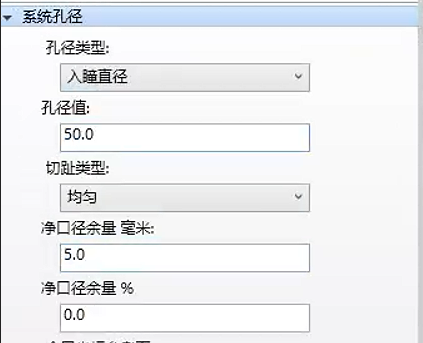 系统孔径
孔径类型:
入瞳直径
孔径值:
50.0
切趾类型:
均匀
净口径余量 毫米:
5.0
净口径余量 %
0.0